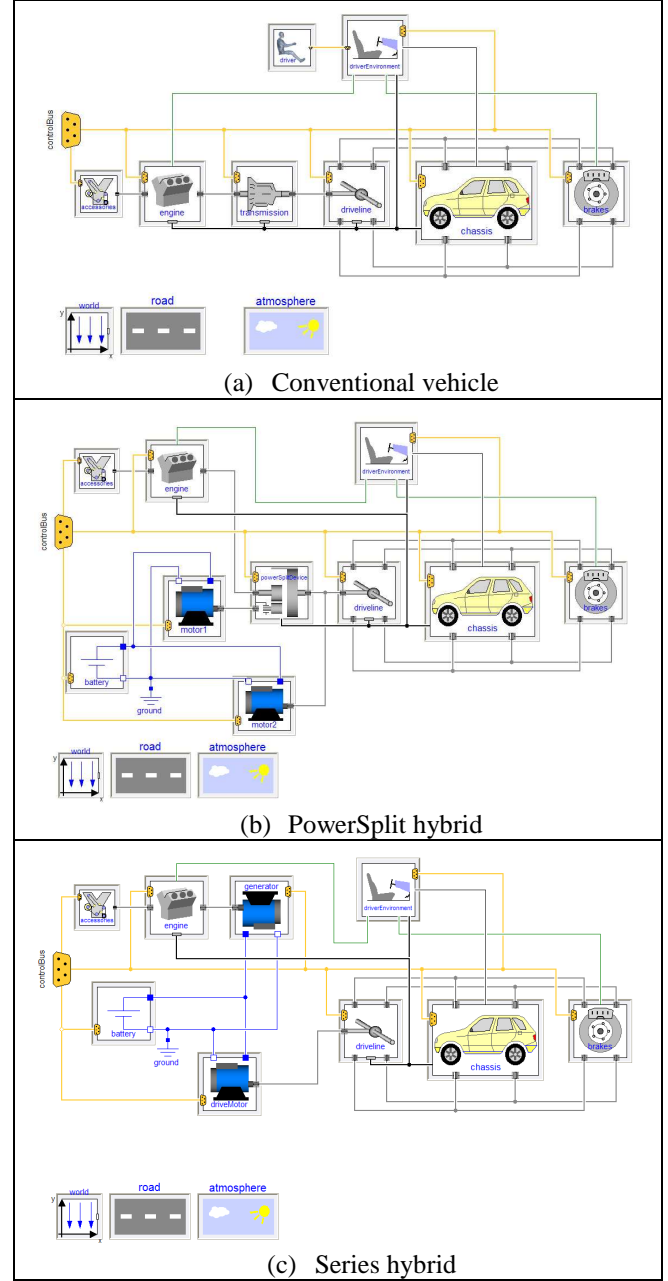 driver
driverEnvironment
controlBus
accessories
engine
transmission
driveline
chassis
brakes
world
y
x
road
atmosphere
(a) Conventional vehicle
accessories
engine
driverEnvironment
controlBus
powerSplitDevice
motor1
driveline
chassis
brakes
battery
ground
motor2
world
y
x
road
atmosphere
(b) PowerSplit hybrid
accessories
engine
generator
driverEnvironment
controlBus
battery
ground
driveMotor
driveline
chassis
brakes
world
y
x
road
atmosphere
(c) Series hybrid